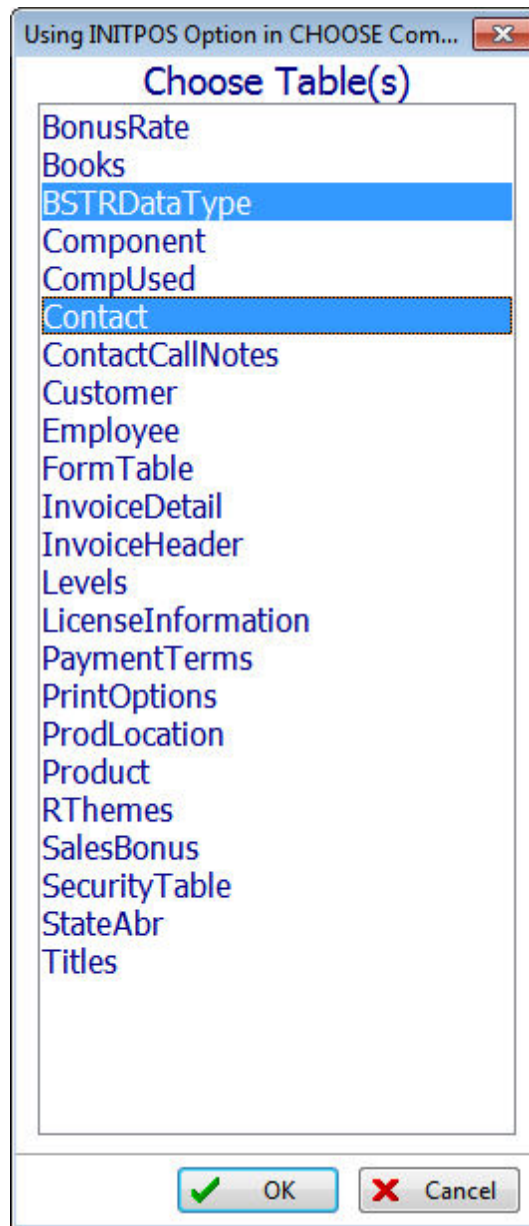 Using INITPOS Option in CHOOSE Com...
Choose Table(s)
BonusRate
Books
BSTRDataType
Component
CompUsed
Contact
ContactCallNotes
Customer
Employee
FormTable
InvoiceDetail
InvoiceHeader
Levels
LicenseInformation
PaymentTerms
PrintOptions
ProdLocation
Product
RThemes
SalesBonus
SecurityTable
StateAbr
Titles
OK Cancel